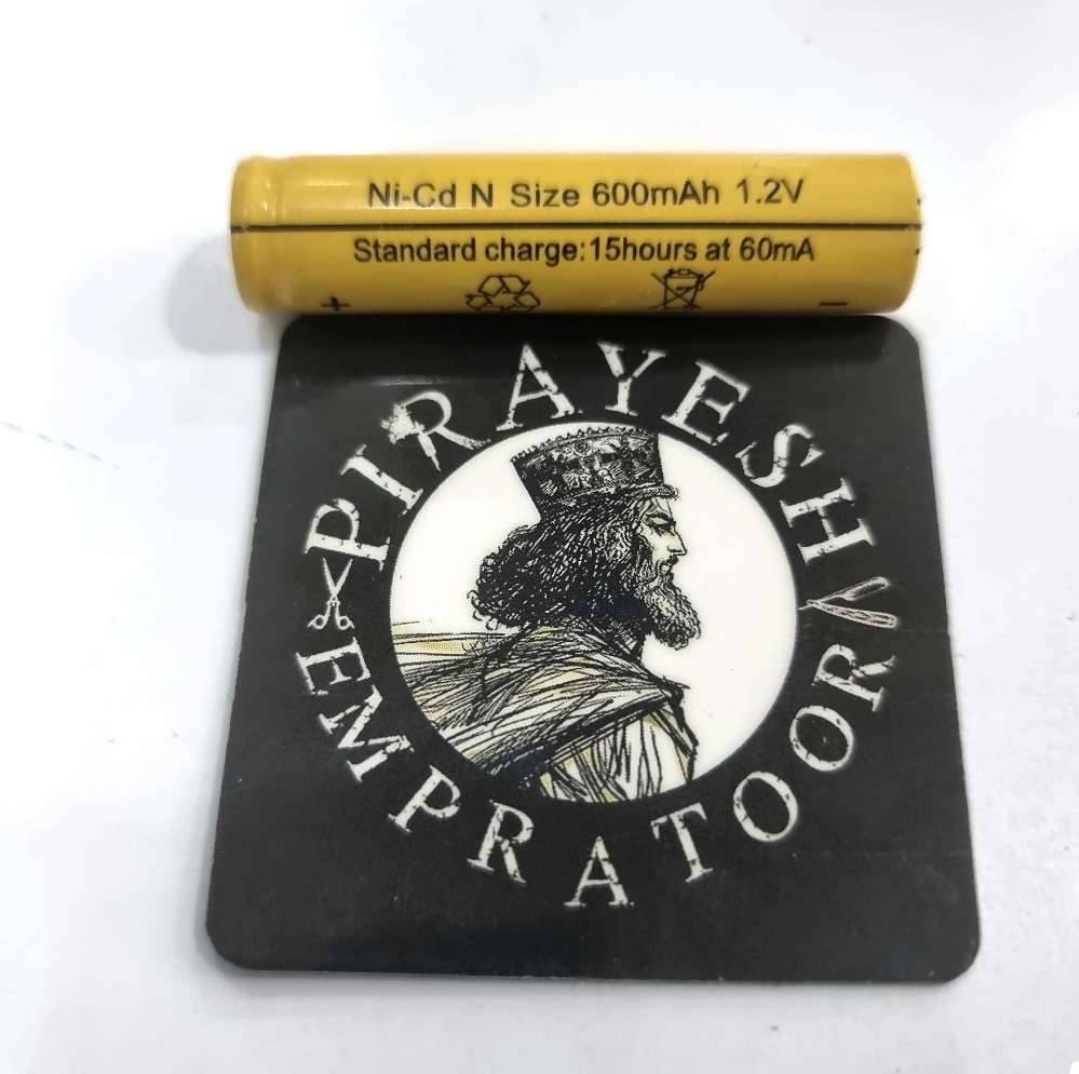 Ni-Cd N Size 600mAh 1.2V
Standard charge:15hours at 60mA
+ −
PIRAYESH
EMPRATOOR